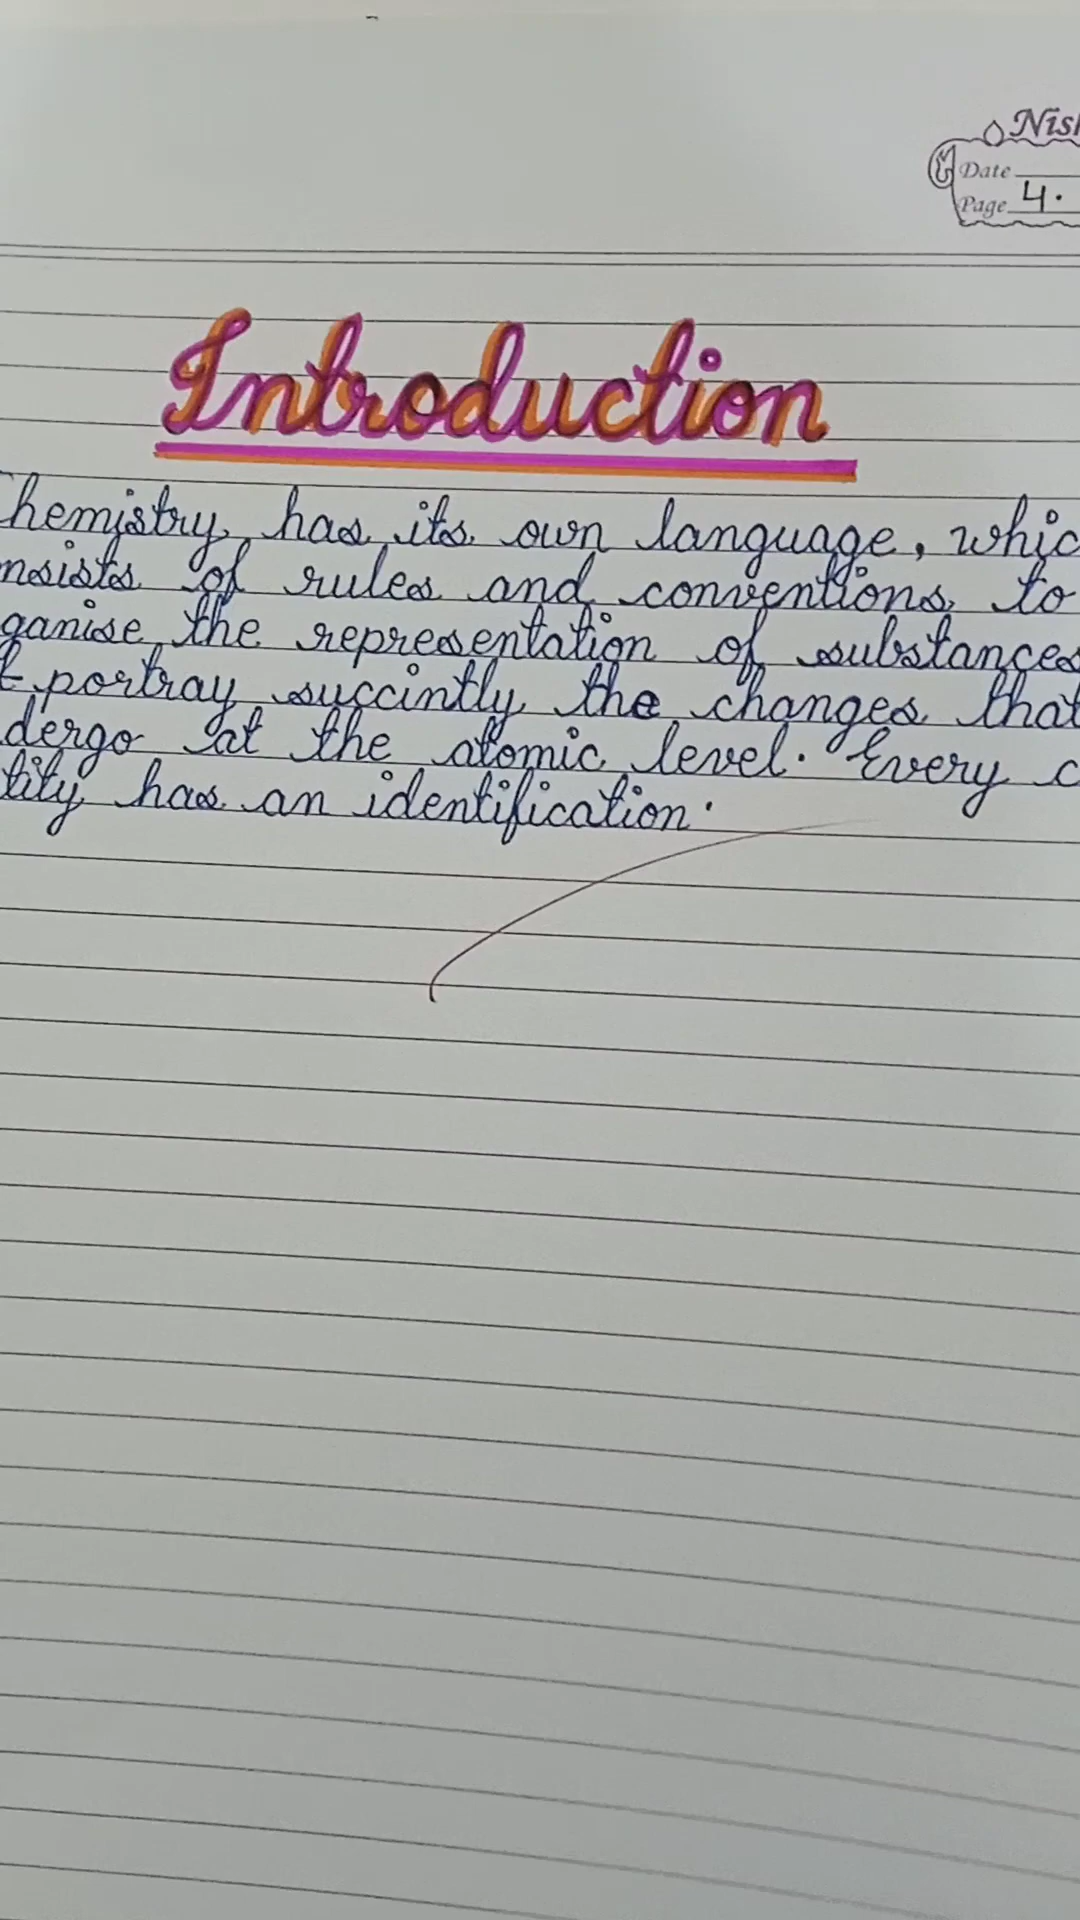 Nis
Date
Page 4.
Introduction
hemistry has its own language, whic
nsists of rules and conventions, to
ganise the representation of substances
t portray succintly the changes that
dergo at the atomic level. Every c
tity has an identification.